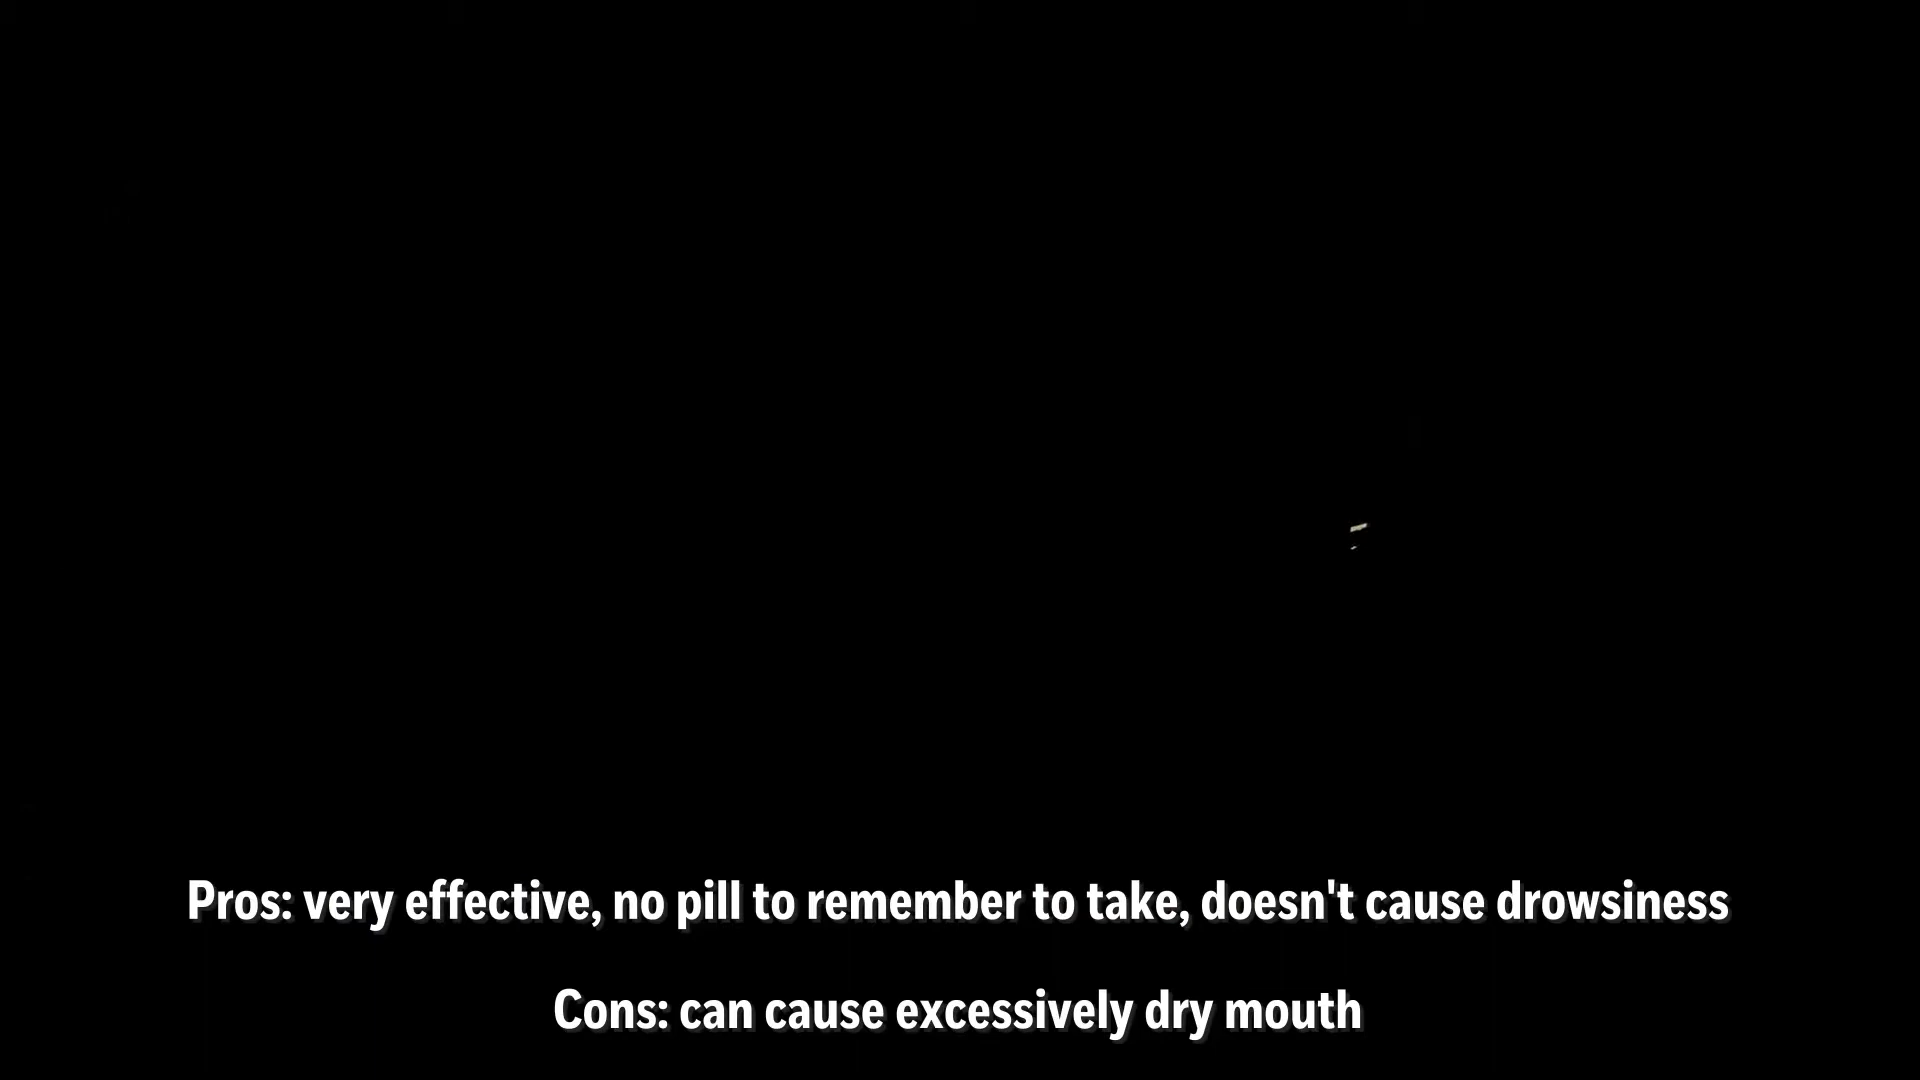 Pros: very effective, no pill to remember to take, doesn't cause drowsiness
Cons: can cause excessively dry mouth